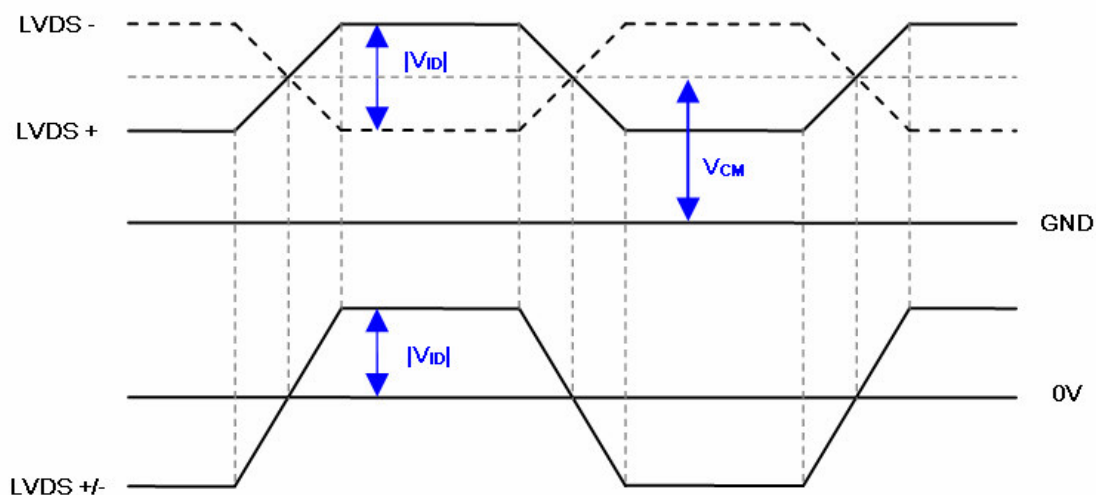 LVDS -
|VID|
LVDS +
VCM
GND
|VID|
0V
LVDS +/-